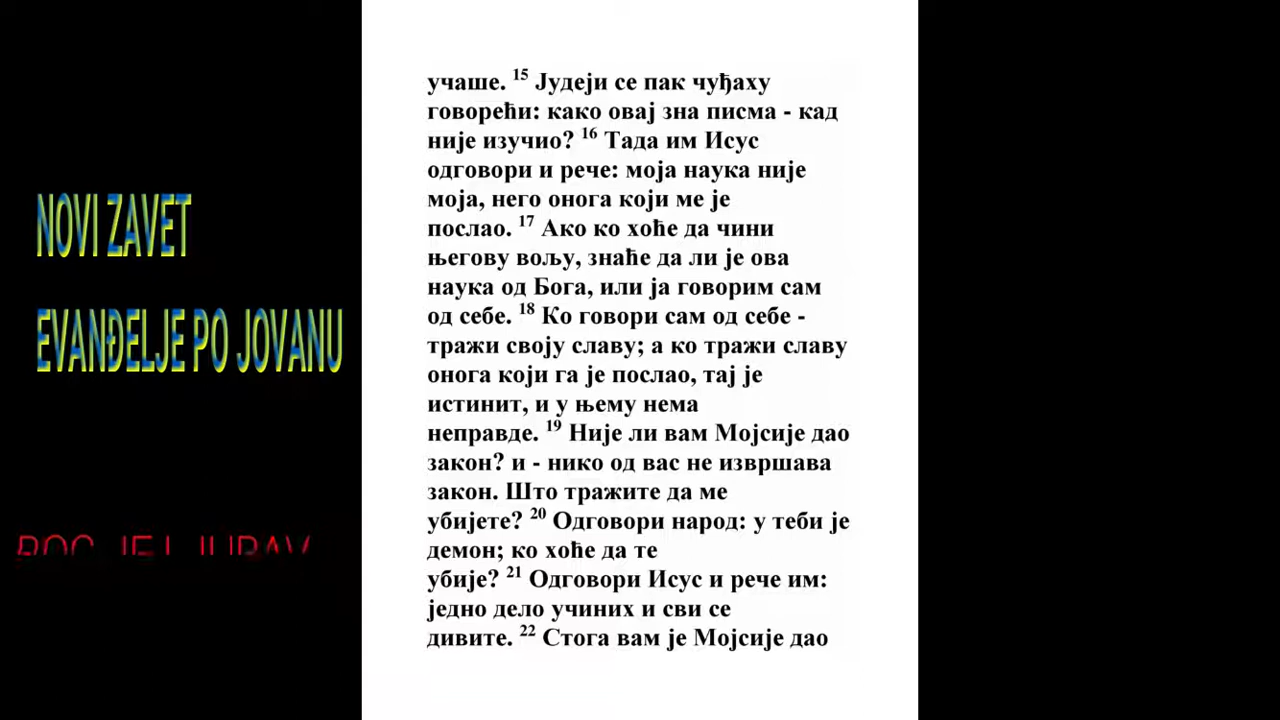 NOVI ZAVET
EVANĐELJE PO JOVANU
учаше. 15 Јудеји се пак чуђаху
говорећи: како овај зна писма - кад
није изучио? 16 Тада им Исус
одговори и рече: моја наука није
моја, него онога који ме је
послао. 17 Ако ко хоће да чини
његову вољу, знаће да ли је ова
наука од Бога, или ја говорим сам
од себе. 18 Ко говори сам од себе -
тражи своју славу; а ко тражи славу
онога који га је послао, тај је
истинит, и у њему нема
неправде. 19 Није ли вам Мојсије дао
закон? и - нико од вас не извршава
закон. Што тражите да ме
убијете? 20 Одговори народ: у теби је
демон; ко хоће да те
убије? 21 Одговори Исус и рече им:
једно дело учиних и сви се
дивите. 22 Стога вам је Мојсије дао